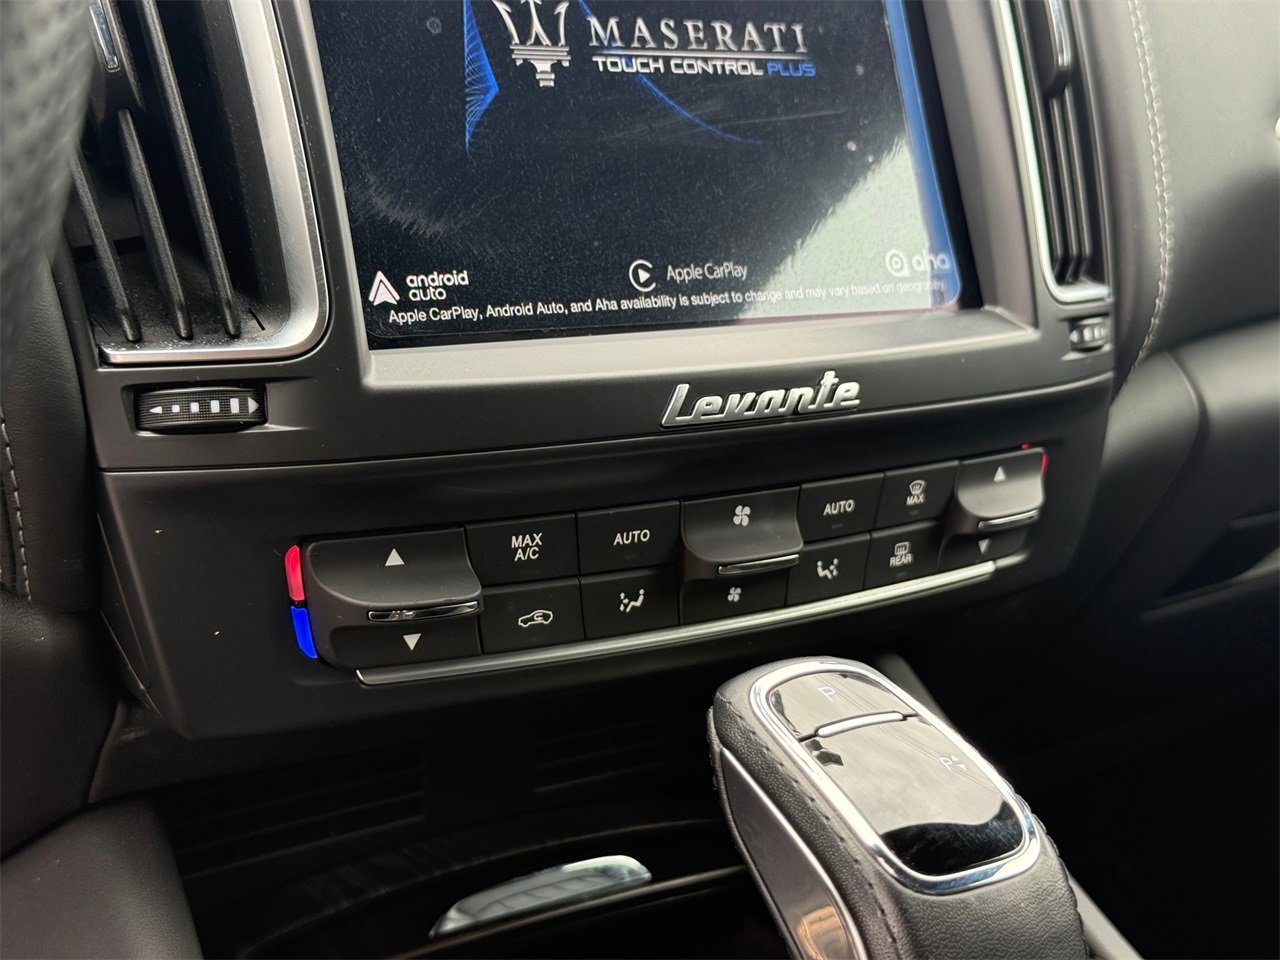 MASERATI
TOUCH CONTROL PLUS
android
auto
Apple CarPlay
aha
Apple CarPlay, Android Auto, and Aha availability is subject to change and may vary based on geography.
Levante
MAX
A/C
AUTO
AUTO
MAX
REAR
P
P